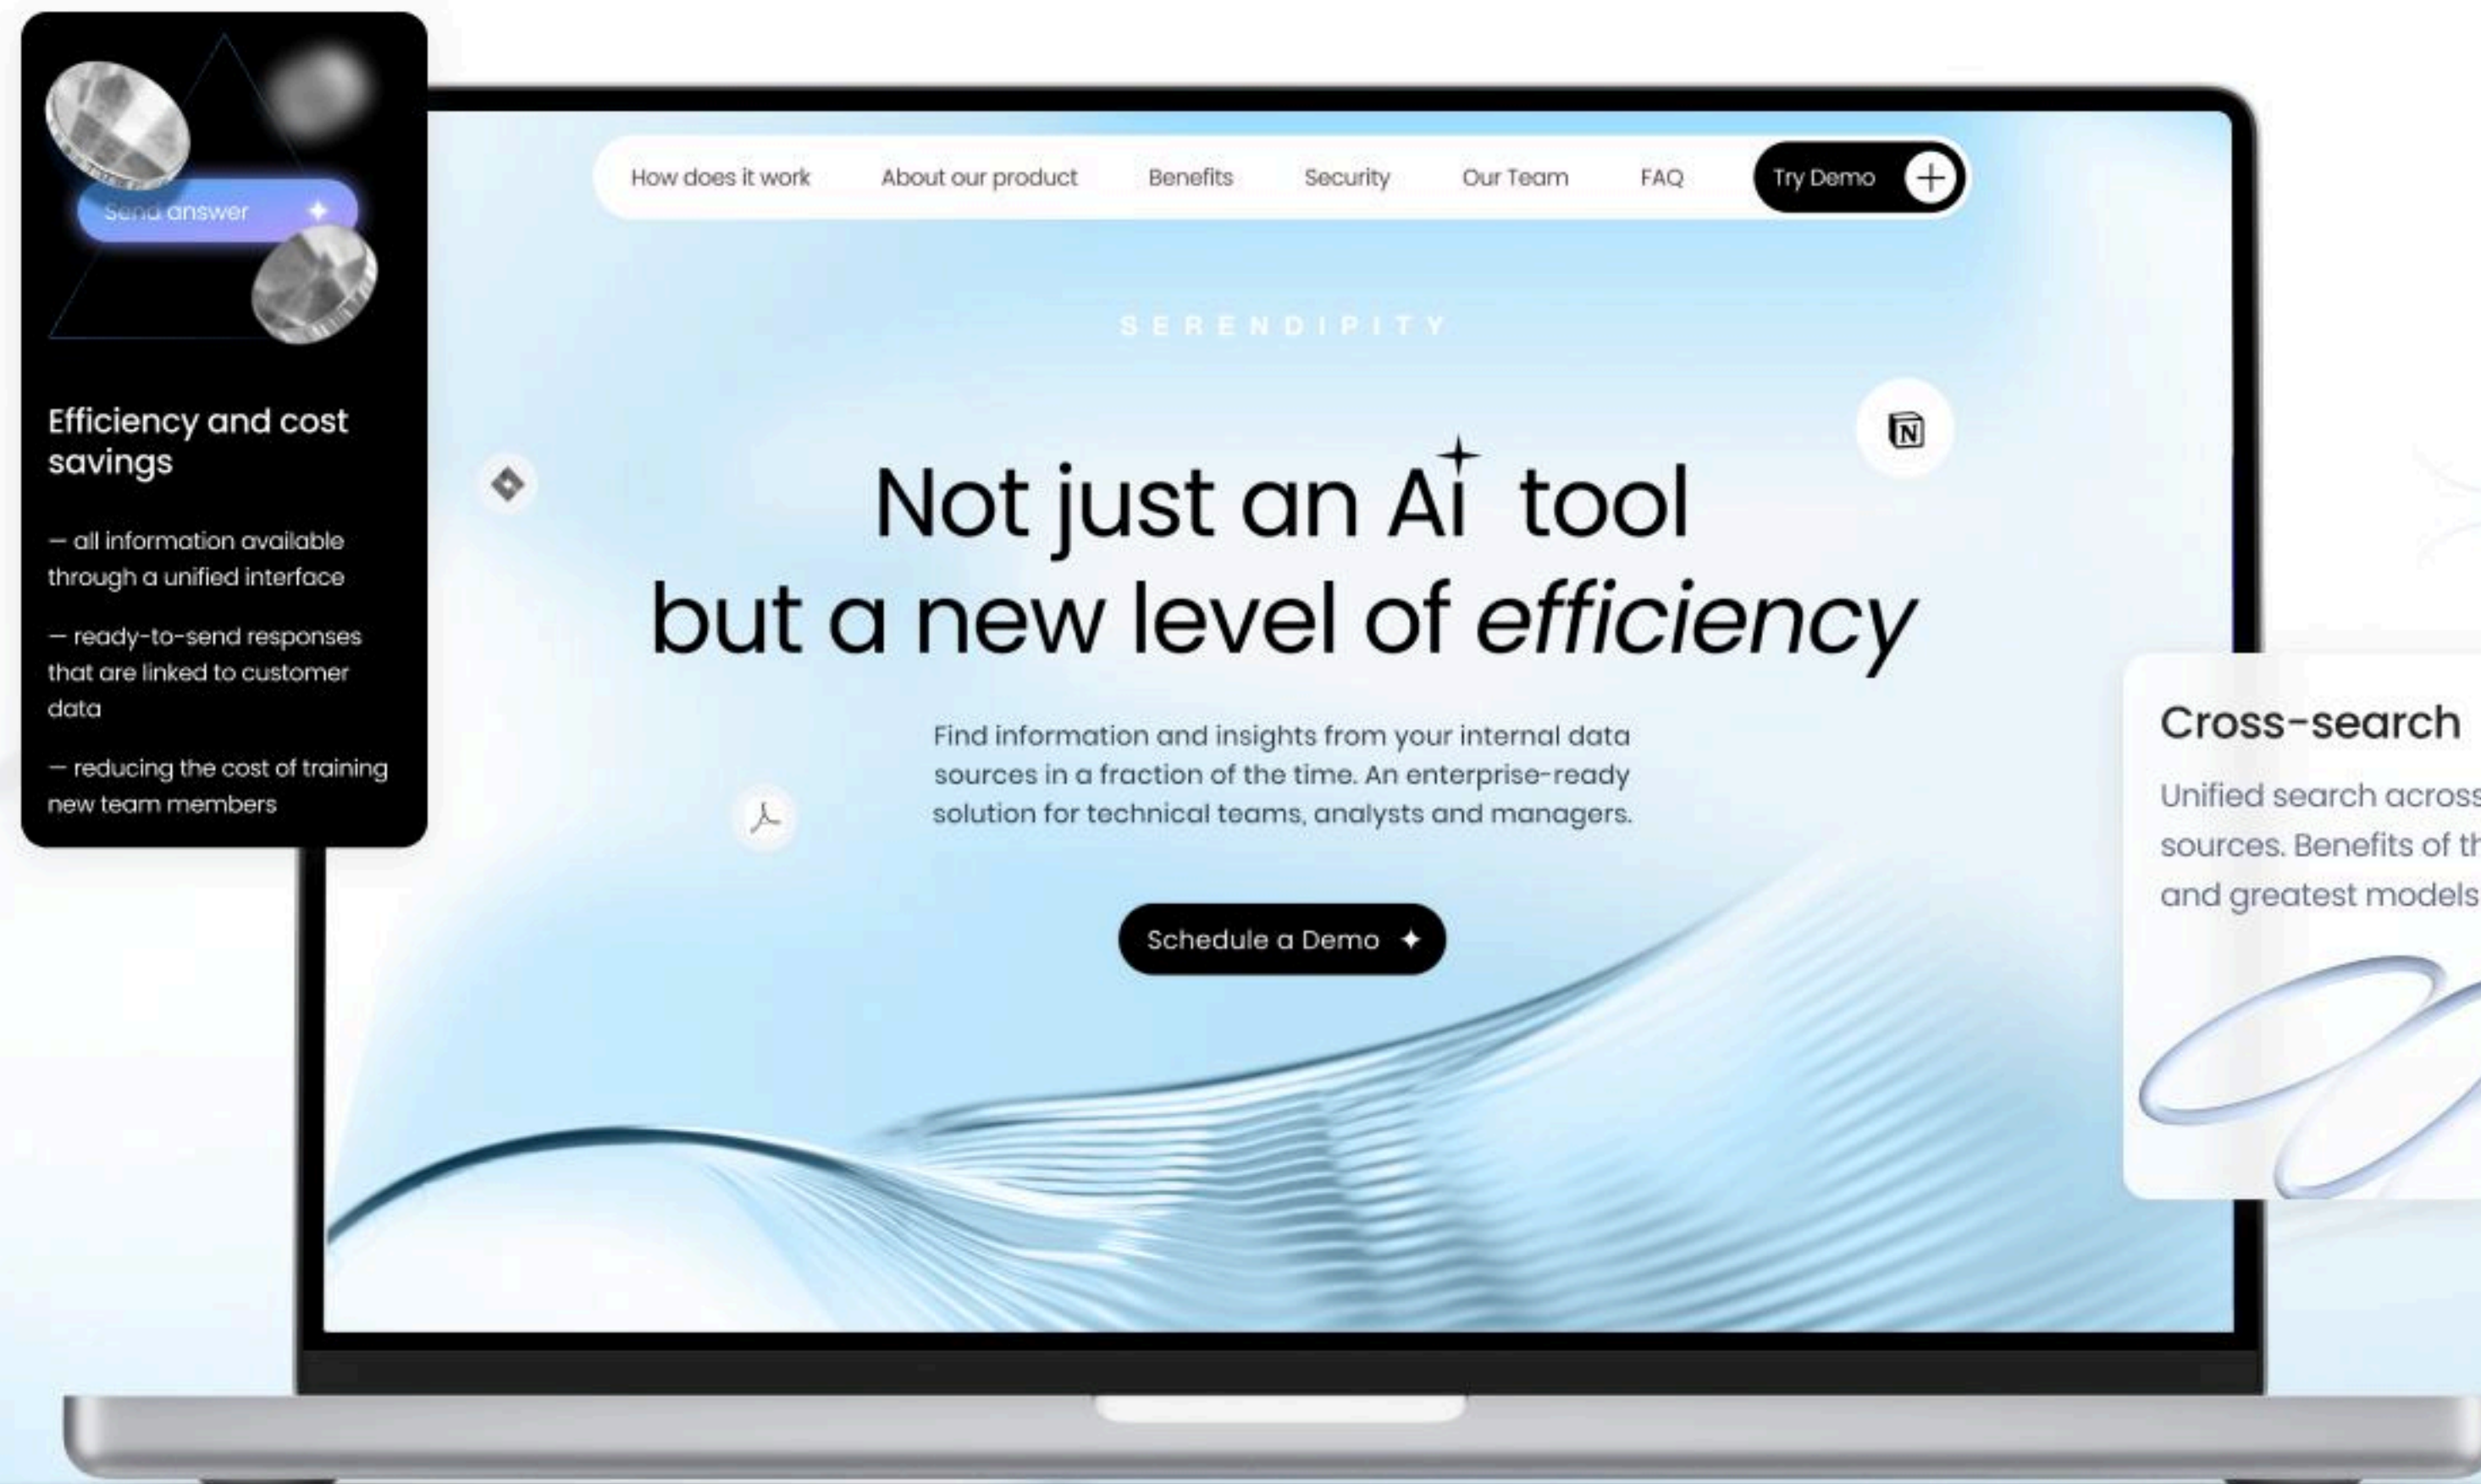 Send answer
Efficiency and cost
savings
— all information available
through a unified interface
— ready-to-send responses
that are linked to customer
data
— reducing the cost of training
new team members
How does it work
About our product
Benefits
Security
Our Team
FAQ
Try Demo
SERENDIPITY
N
Not just an Ai tool
but a new level of efficiency
Find information and insights from your internal data
sources in a fraction of the time. An enterprise-ready
solution for technical teams, analysts and managers.
Schedule a Demo
Cross-search
Unified search across
sources. Benefits of th
and greatest models